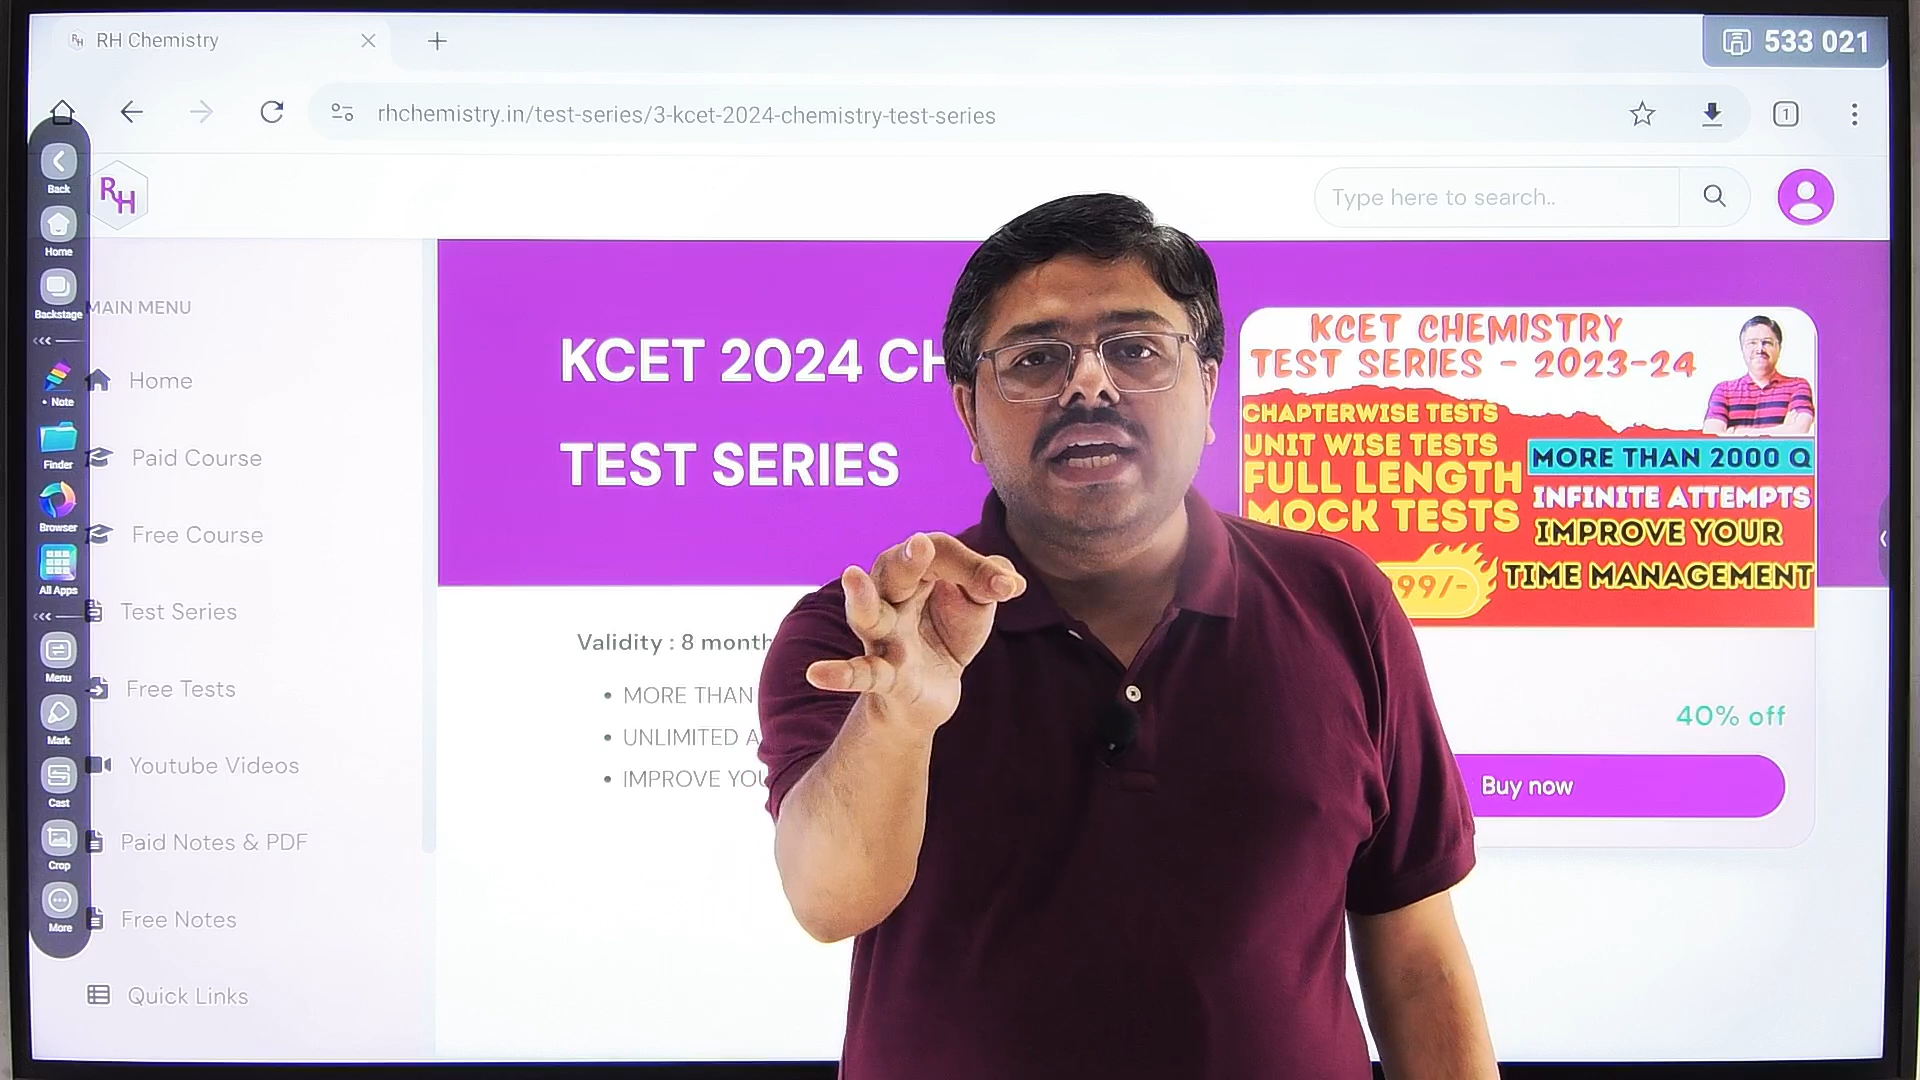 RH Chemistry
533 021
rhchemistry.in/test-series/3-kcet-2024-chemistry-test-series
1
Back
RH
Type here to search..
Home
Backstage
MAIN MENU
Note
Home
Finder
Paid Course
Browser
Free Course
All Apps
Test Series
Menu
Free Tests
Mark
Youtube Videos
Cast
Paid Notes & PDF
Crop
Free Notes
More
Quick Links
KCET 2024 CH
TEST SERIES
KCET CHEMISTRY
TEST SERIES - 2023-24
CHAPTERWISE TESTS
UNIT WISE TESTS
FULL LENGTH
MOCK TESTS
MORE THAN 2000 Q
INFINITE ATTEMPTS
IMPROVE YOUR
TIME MANAGEMENT
99/-
Validity : 8 month
MORE THAN
UNLIMITED A
IMPROVE YOU
40% off
Buy now